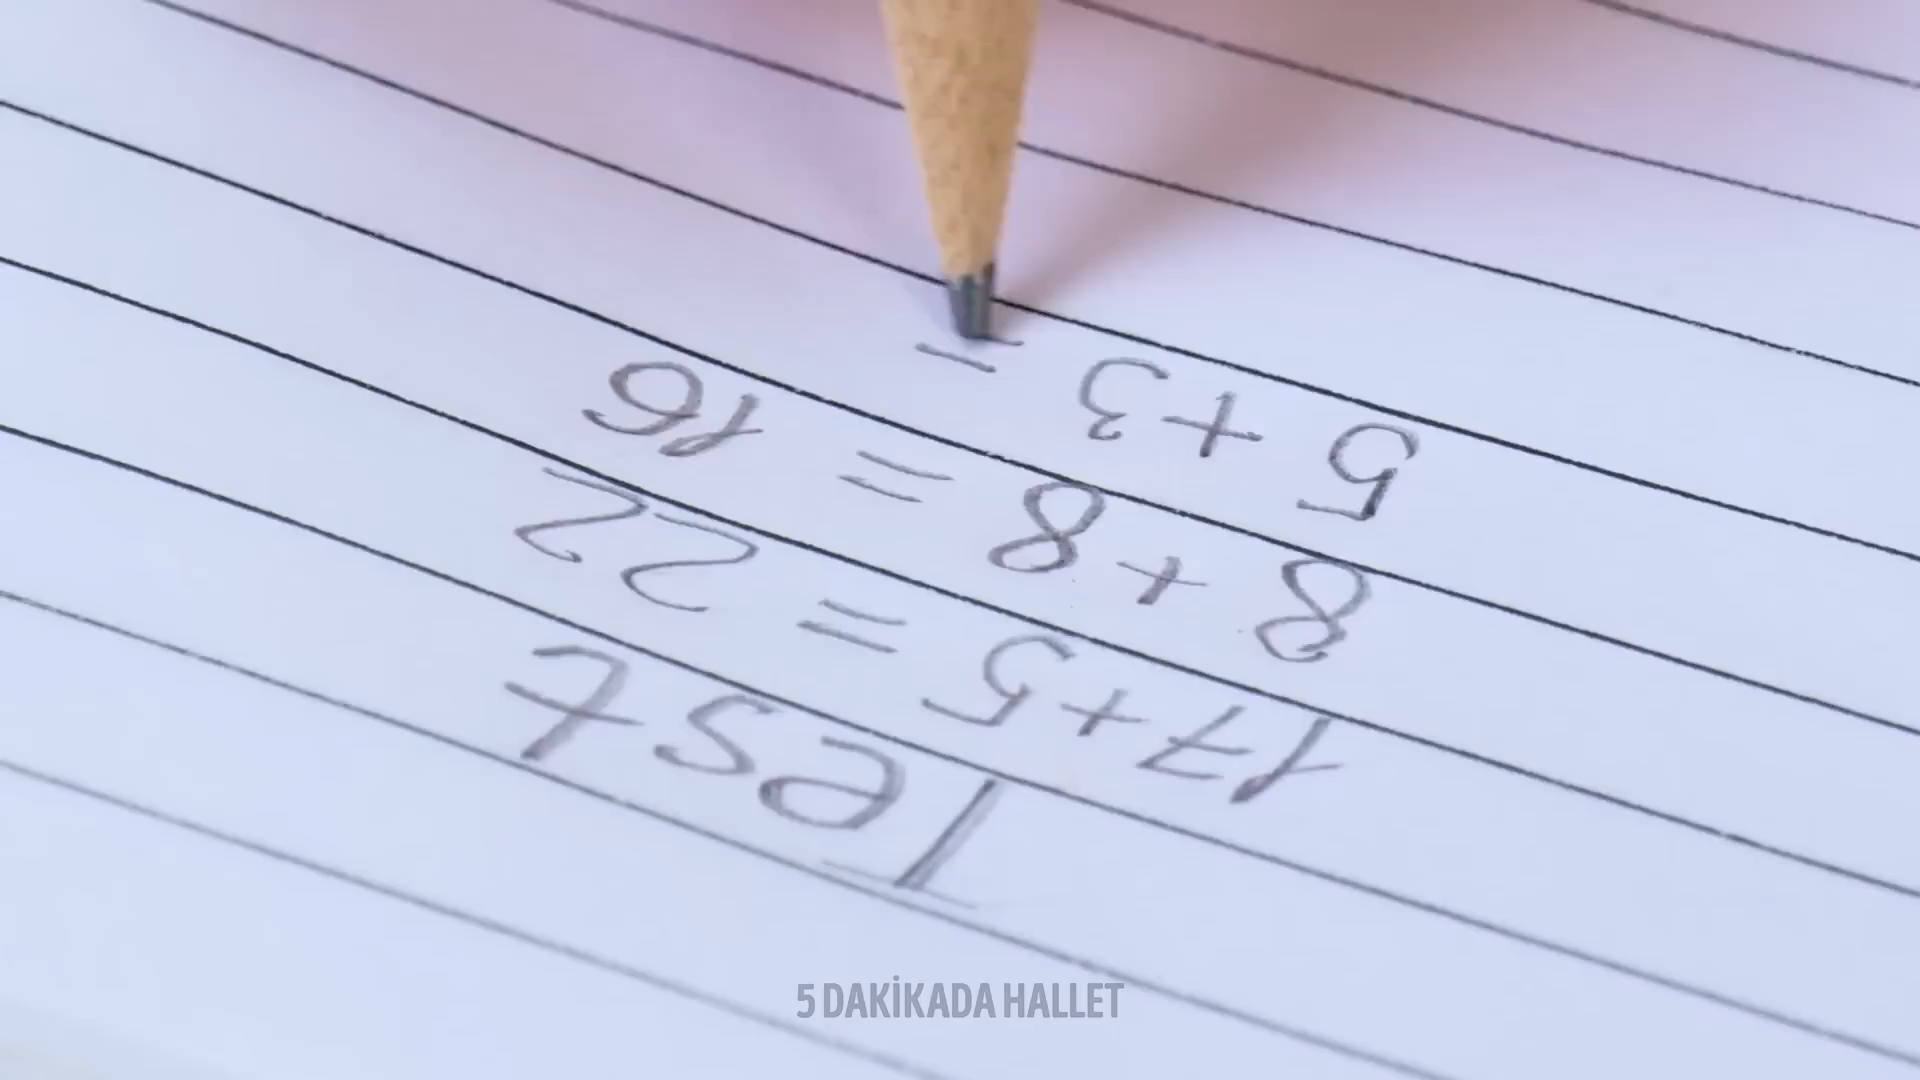 Test
17+5 = 22
8+8 = 16
5+3 =
5 DAKİKADA HALLET